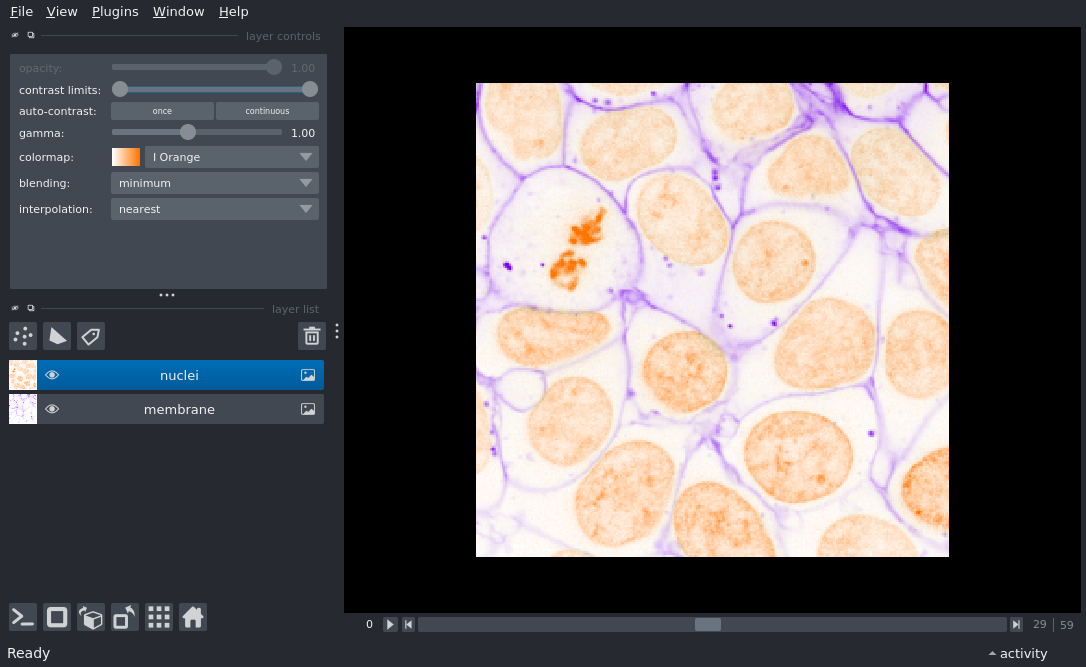 File View Plugins Window Help
layer controls
opacity: 1.00
contrast limits:
auto-contrast: once continuous
gamma: 1.00
colormap: I Orange
blending: minimum
interpolation: nearest
layer list
nuclei
membrane
0 29 59
Ready activity